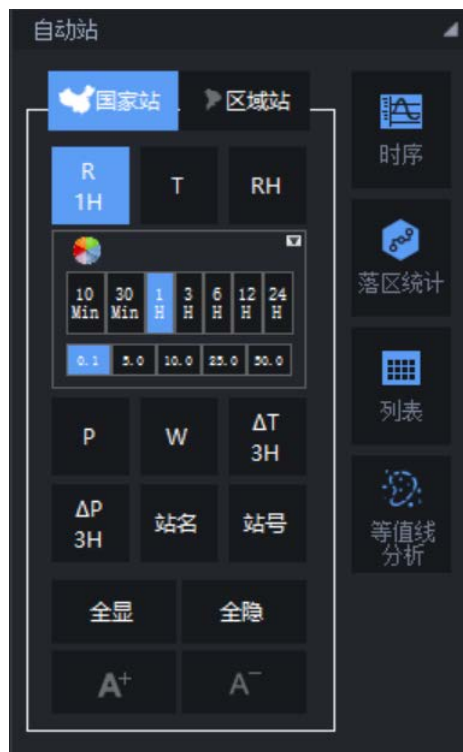 自动站
国家站 区域站
R
1H
T
RH
10
Min
30
Min
1
H
3
H
6
H
12
H
24
H
0.1 5.0 10.0 25.0 50.0
P
W
ΔT
3H
ΔP
3H
站名
站号
全显
全隐
A+
A−
时序
落区统计
列表
等值线
分析